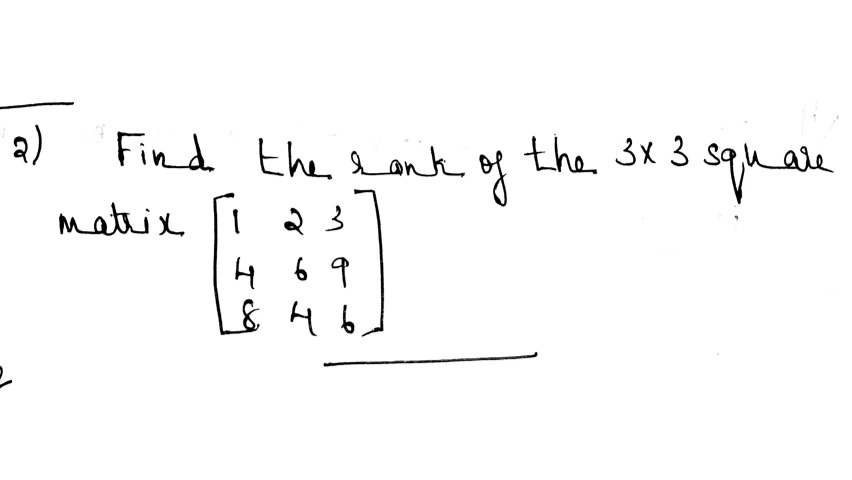 2) Find the rank of the 3x3 square
matrix [1 2 3
4 6 9
8 4 6]